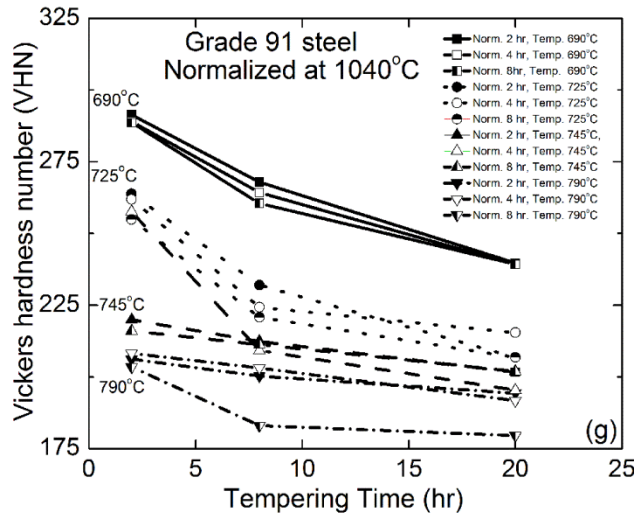 Grade 91 steel
Normalized at 1040°C
Norm. 2 hr, Temp. 690°C
Norm. 4 hr, Temp. 690°C
Norm. 8hr, Temp. 690°C
Norm. 2 hr, Temp. 725°C
Norm. 4 hr, Temp. 725°C
Norm. 8 hr, Temp. 725°C
Norm. 2 hr, Temp. 745°C,
Norm. 4 hr, Temp. 745°C
Norm. 8 hr, Temp. 745°C
Norm. 2 hr, Temp. 790°C
Norm. 4 hr, Temp. 790°C
Norm. 8 hr, Temp. 790°C
690°C
725°C
745°C
790°C
(g)
Vickers hardness number (VHN)
325
275
225
175
0 5 10 15 20 25
Tempering Time (hr)